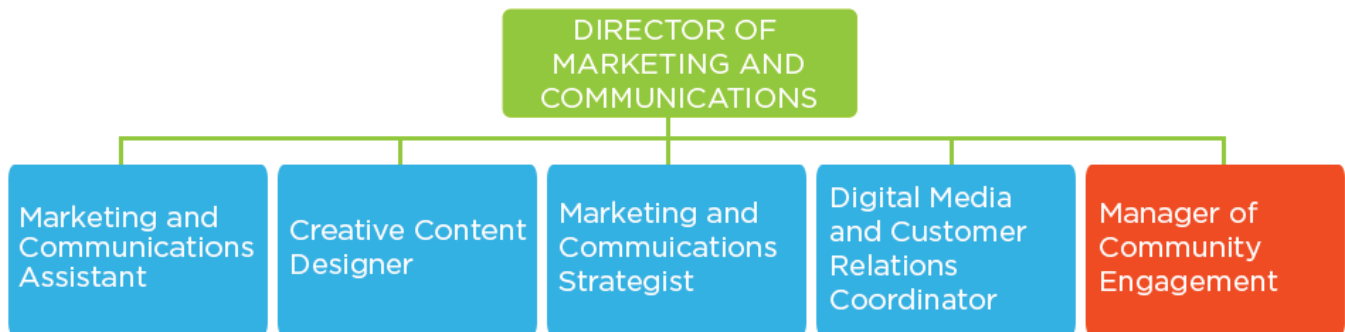 DIRECTOR OF
MARKETING AND
COMMUNICATIONS
Marketing and
Communications
Assistant
Creative Content
Designer
Marketing and
Commuications
Strategist
Digital Media
and Customer
Relations
Coordinator
Manager of
Community
Engagement